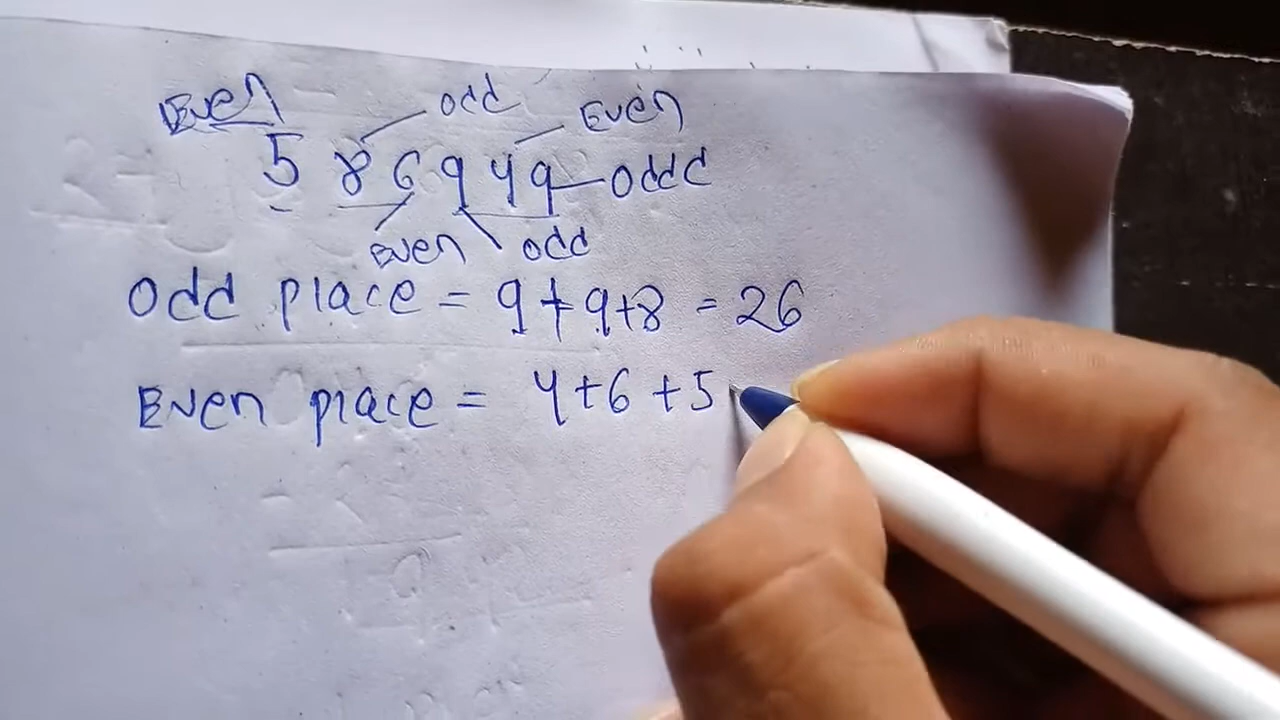 Even odd Even
5 8 6 9 4 9 oddd
Even odd
Odd place = 9+9+8 = 26
Even place = 4+6+5